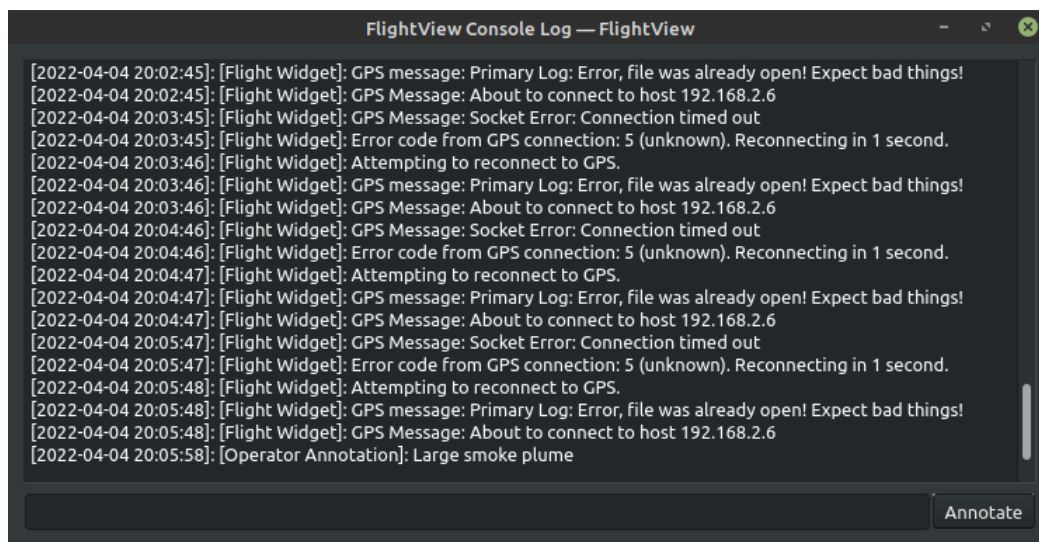 FlightView Console Log — FlightView
[2022-04-04 20:02:45]: [Flight Widget]: GPS message: Primary Log: Error, file was already open! Expect bad things!
[2022-04-04 20:02:45]: [Flight Widget]: GPS Message: About to connect to host 192.168.2.6
[2022-04-04 20:03:45]: [Flight Widget]: GPS Message: Socket Error: Connection timed out
[2022-04-04 20:03:45]: [Flight Widget]: Error code from GPS connection: 5 (unknown). Reconnecting in 1 second.
[2022-04-04 20:03:46]: [Flight Widget]: Attempting to reconnect to GPS.
[2022-04-04 20:03:46]: [Flight Widget]: GPS message: Primary Log: Error, file was already open! Expect bad things!
[2022-04-04 20:03:46]: [Flight Widget]: GPS Message: About to connect to host 192.168.2.6
[2022-04-04 20:04:46]: [Flight Widget]: GPS Message: Socket Error: Connection timed out
[2022-04-04 20:04:46]: [Flight Widget]: Error code from GPS connection: 5 (unknown). Reconnecting in 1 second.
[2022-04-04 20:04:47]: [Flight Widget]: Attempting to reconnect to GPS.
[2022-04-04 20:04:47]: [Flight Widget]: GPS message: Primary Log: Error, file was already open! Expect bad things!
[2022-04-04 20:04:47]: [Flight Widget]: GPS Message: About to connect to host 192.168.2.6
[2022-04-04 20:05:47]: [Flight Widget]: GPS Message: Socket Error: Connection timed out
[2022-04-04 20:05:47]: [Flight Widget]: Error code from GPS connection: 5 (unknown). Reconnecting in 1 second.
[2022-04-04 20:05:48]: [Flight Widget]: Attempting to reconnect to GPS.
[2022-04-04 20:05:48]: [Flight Widget]: GPS message: Primary Log: Error, file was already open! Expect bad things!
[2022-04-04 20:05:48]: [Flight Widget]: GPS Message: About to connect to host 192.168.2.6
[2022-04-04 20:05:58]: [Operator Annotation]: Large smoke plume
Annotate